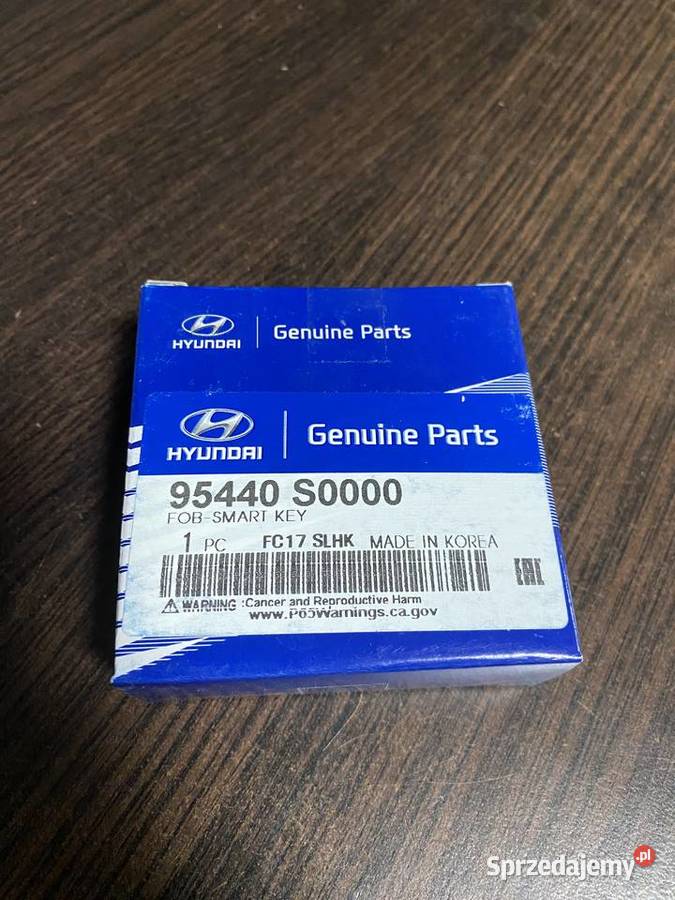 HYUNDAI | Genuine Parts
HYUNDAI | Genuine Parts
95440 S0000
FOB-SMART KEY
1 PC FC17 SLHK MADE IN KOREA
EAC
WARNING :Cancer and Reproductive Harm
www.P65Warnings.ca.gov
Sprzedajemy.pl